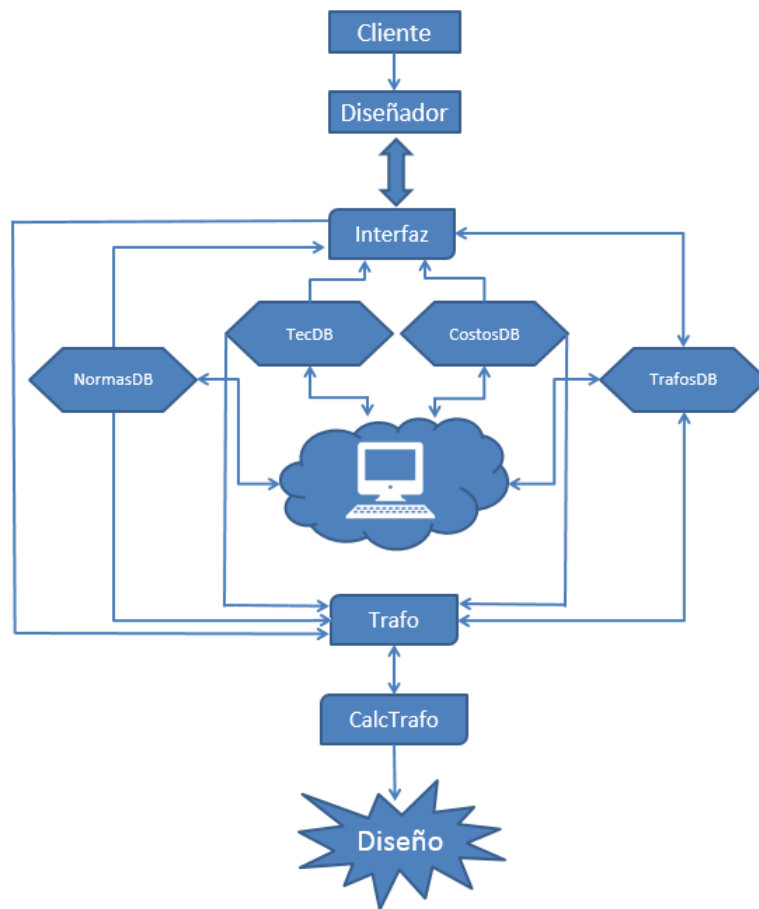 Cliente
Diseñador
Interfaz
TecDB
CostosDB
NormasDB
TrafosDB
Trafo
CalcTrafo
Diseño